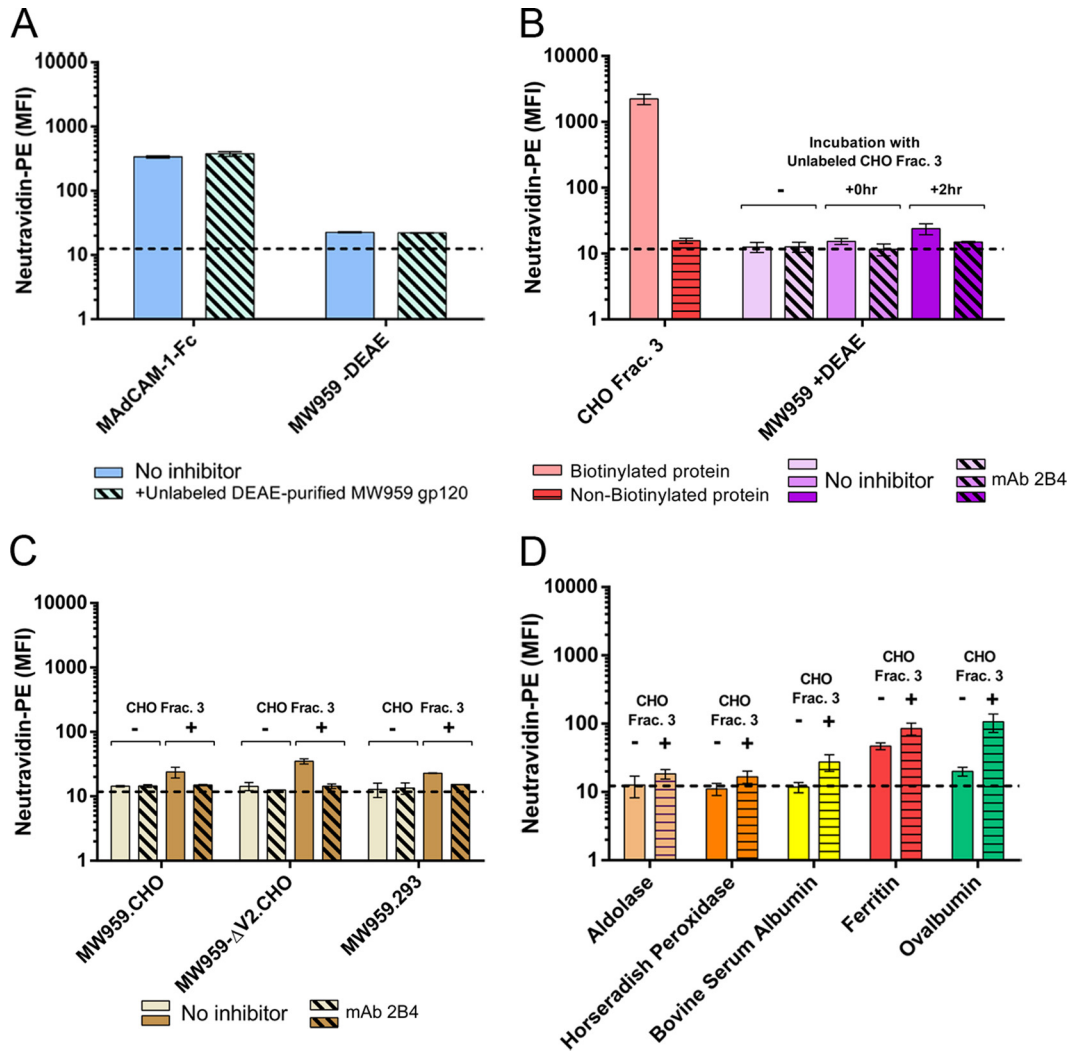 A
Neutravidin-PE (MFI)
10000
1000
100
10
1
MAdCAM-1-Fc
MW959 -DEAE
No inhibitor
+Unlabeled DEAE-purified MW959 gp120
B
Neutravidin-PE (MFI)
10000
1000
100
10
1
Incubation with
Unlabeled CHO Frac. 3
- +0hr +2hr
CHO Frac. 3
MW959 +DEAE
Biotinylated protein
Non-Biotinylated protein
No inhibitor
mAb 2B4
C
Neutravidin-PE (MFI)
10000
1000
100
10
1
CHO Frac. 3 CHO Frac. 3 CHO Frac. 3
- + - + - +
MW959.CHO
MW959-ΔV2.CHO
MW959.293
No inhibitor
mAb 2B4
D
Neutravidin-PE (MFI)
10000
1000
100
10
1
CHO
Frac. 3
- +
CHO
Frac. 3
- +
CHO
Frac. 3
- +
CHO
Frac. 3
- +
CHO
Frac. 3
- +
Aldolase
Horseradish Peroxidase
Bovine Serum Albumin
Ferritin
Ovalbumin